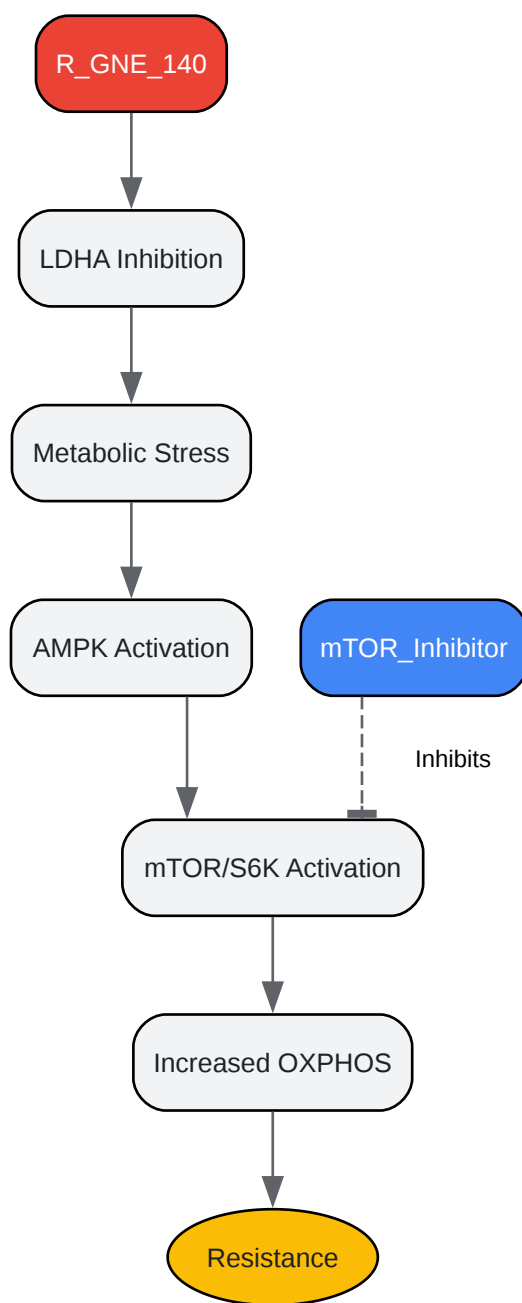 R_GNE_140
LDHA Inhibition
Metabolic Stress
AMPK Activation
mTOR_Inhibitor
Inhibits
mTOR/S6K Activation
Increased OXPHOS
Resistance